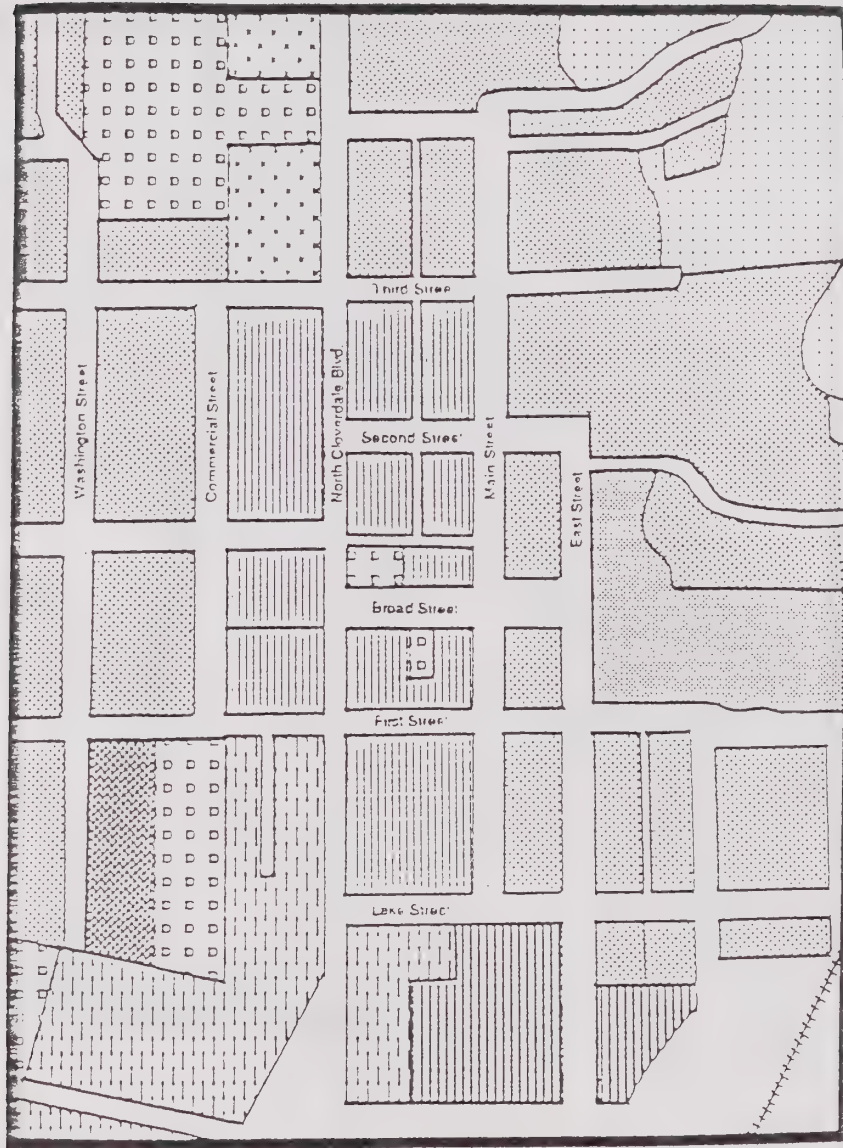 Third Street
Washington Street
Commercial Street
North Cloverdale Blvd.
Second Street
Main Street
East Street
Broad Street
First Street
Lake Street